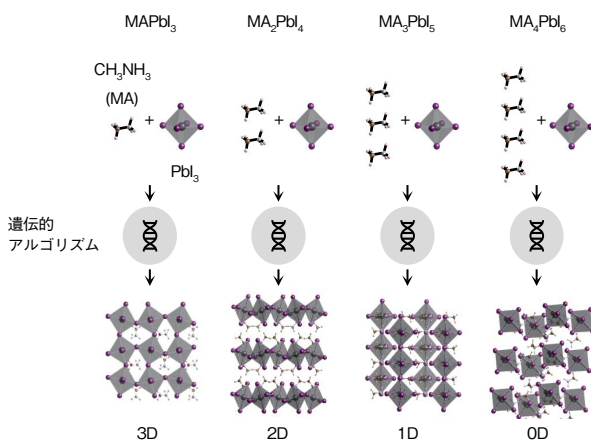 MAPbI₃ MA₂PbI₄ MA₃PbI₅ MA₄PbI₆
CH₃NH₃
(MA)
+ + + +
PbI₃
遺伝的
アルゴリズム
3D 2D 1D 0D